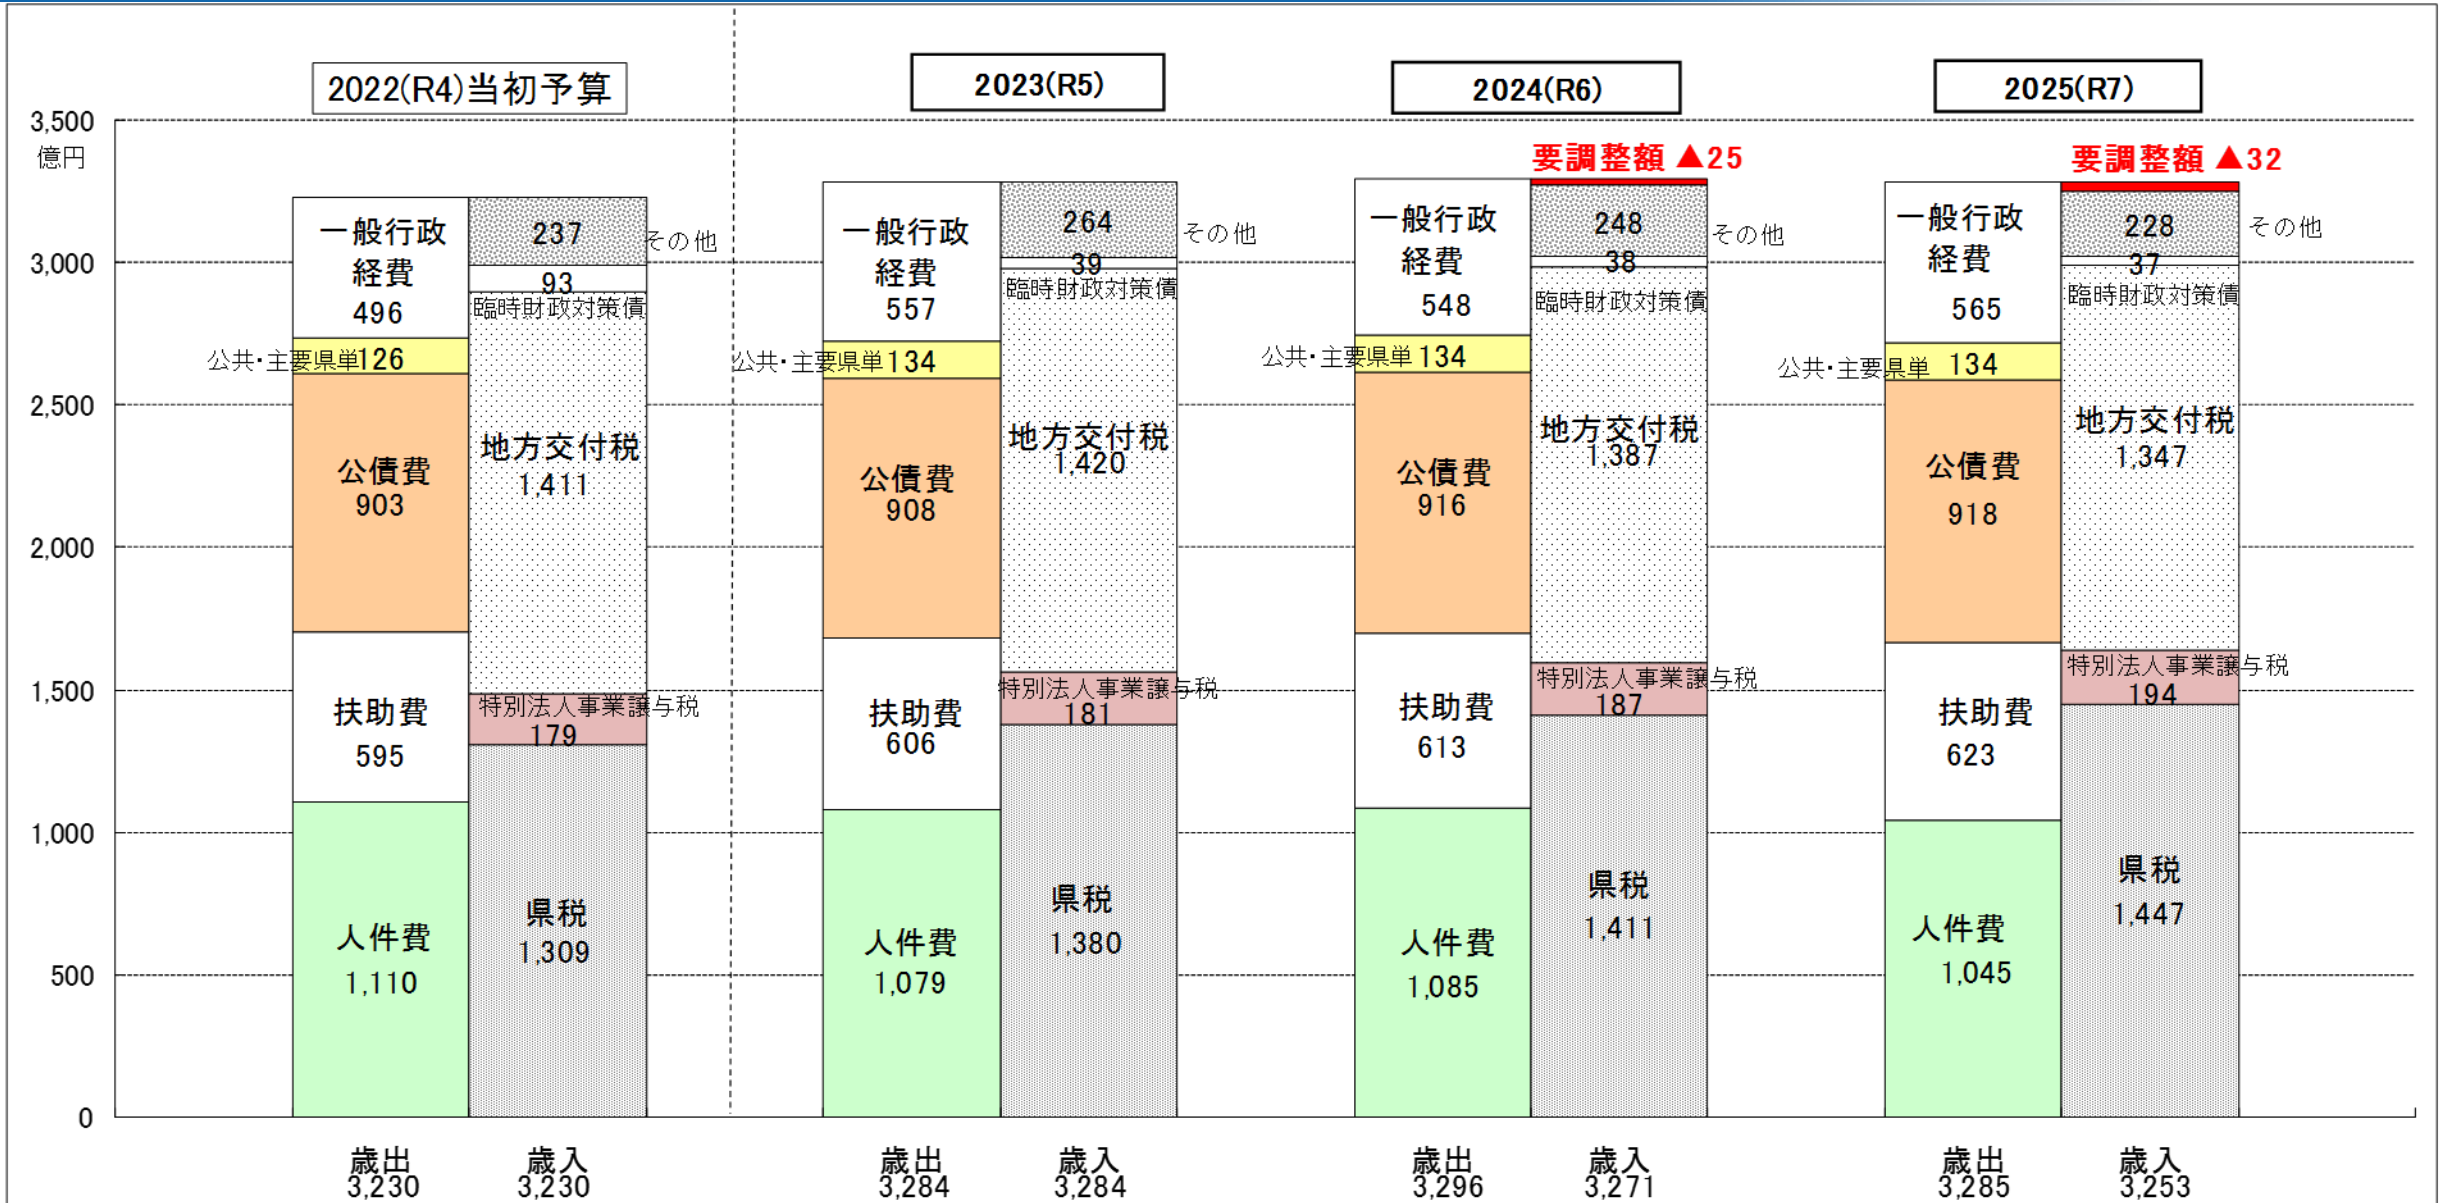 2022(R4)当初予算
2023(R5)
2024(R6)
2025(R7)
3,500
億円
3,000
2,500
2,000
1,500
1,000
500
0
一般行政
経費
496
公共・主要県単126
公債費
903
扶助費
595
人件費
1,110
歳出
3,230
237
その他
93
臨時財政対策債
地方交付税
1,411
特別法人事業譲与税
179
県税
1,309
歳入
3,230
一般行政
経費
557
公共・主要県単134
公債費
908
扶助費
606
人件費
1,079
歳出
3,284
264
その他
39
臨時財政対策債
地方交付税
1,420
特別法人事業譲与税
181
県税
1,380
歳入
3,284
一般行政
経費
548
公共・主要県単134
公債費
916
扶助費
613
人件費
1,085
歳出
3,296
要調整額 ▲25
248
その他
38
臨時財政対策債
地方交付税
1,387
特別法人事業譲与税
187
県税
1,411
歳入
3,271
一般行政
経費
565
公共・主要県単 134
公債費
918
扶助費
623
人件費
1,045
歳出
3,285
要調整額 ▲32
228
その他
37
臨時財政対策債
地方交付税
1,347
特別法人事業譲与税
194
県税
1,447
歳入
3,253